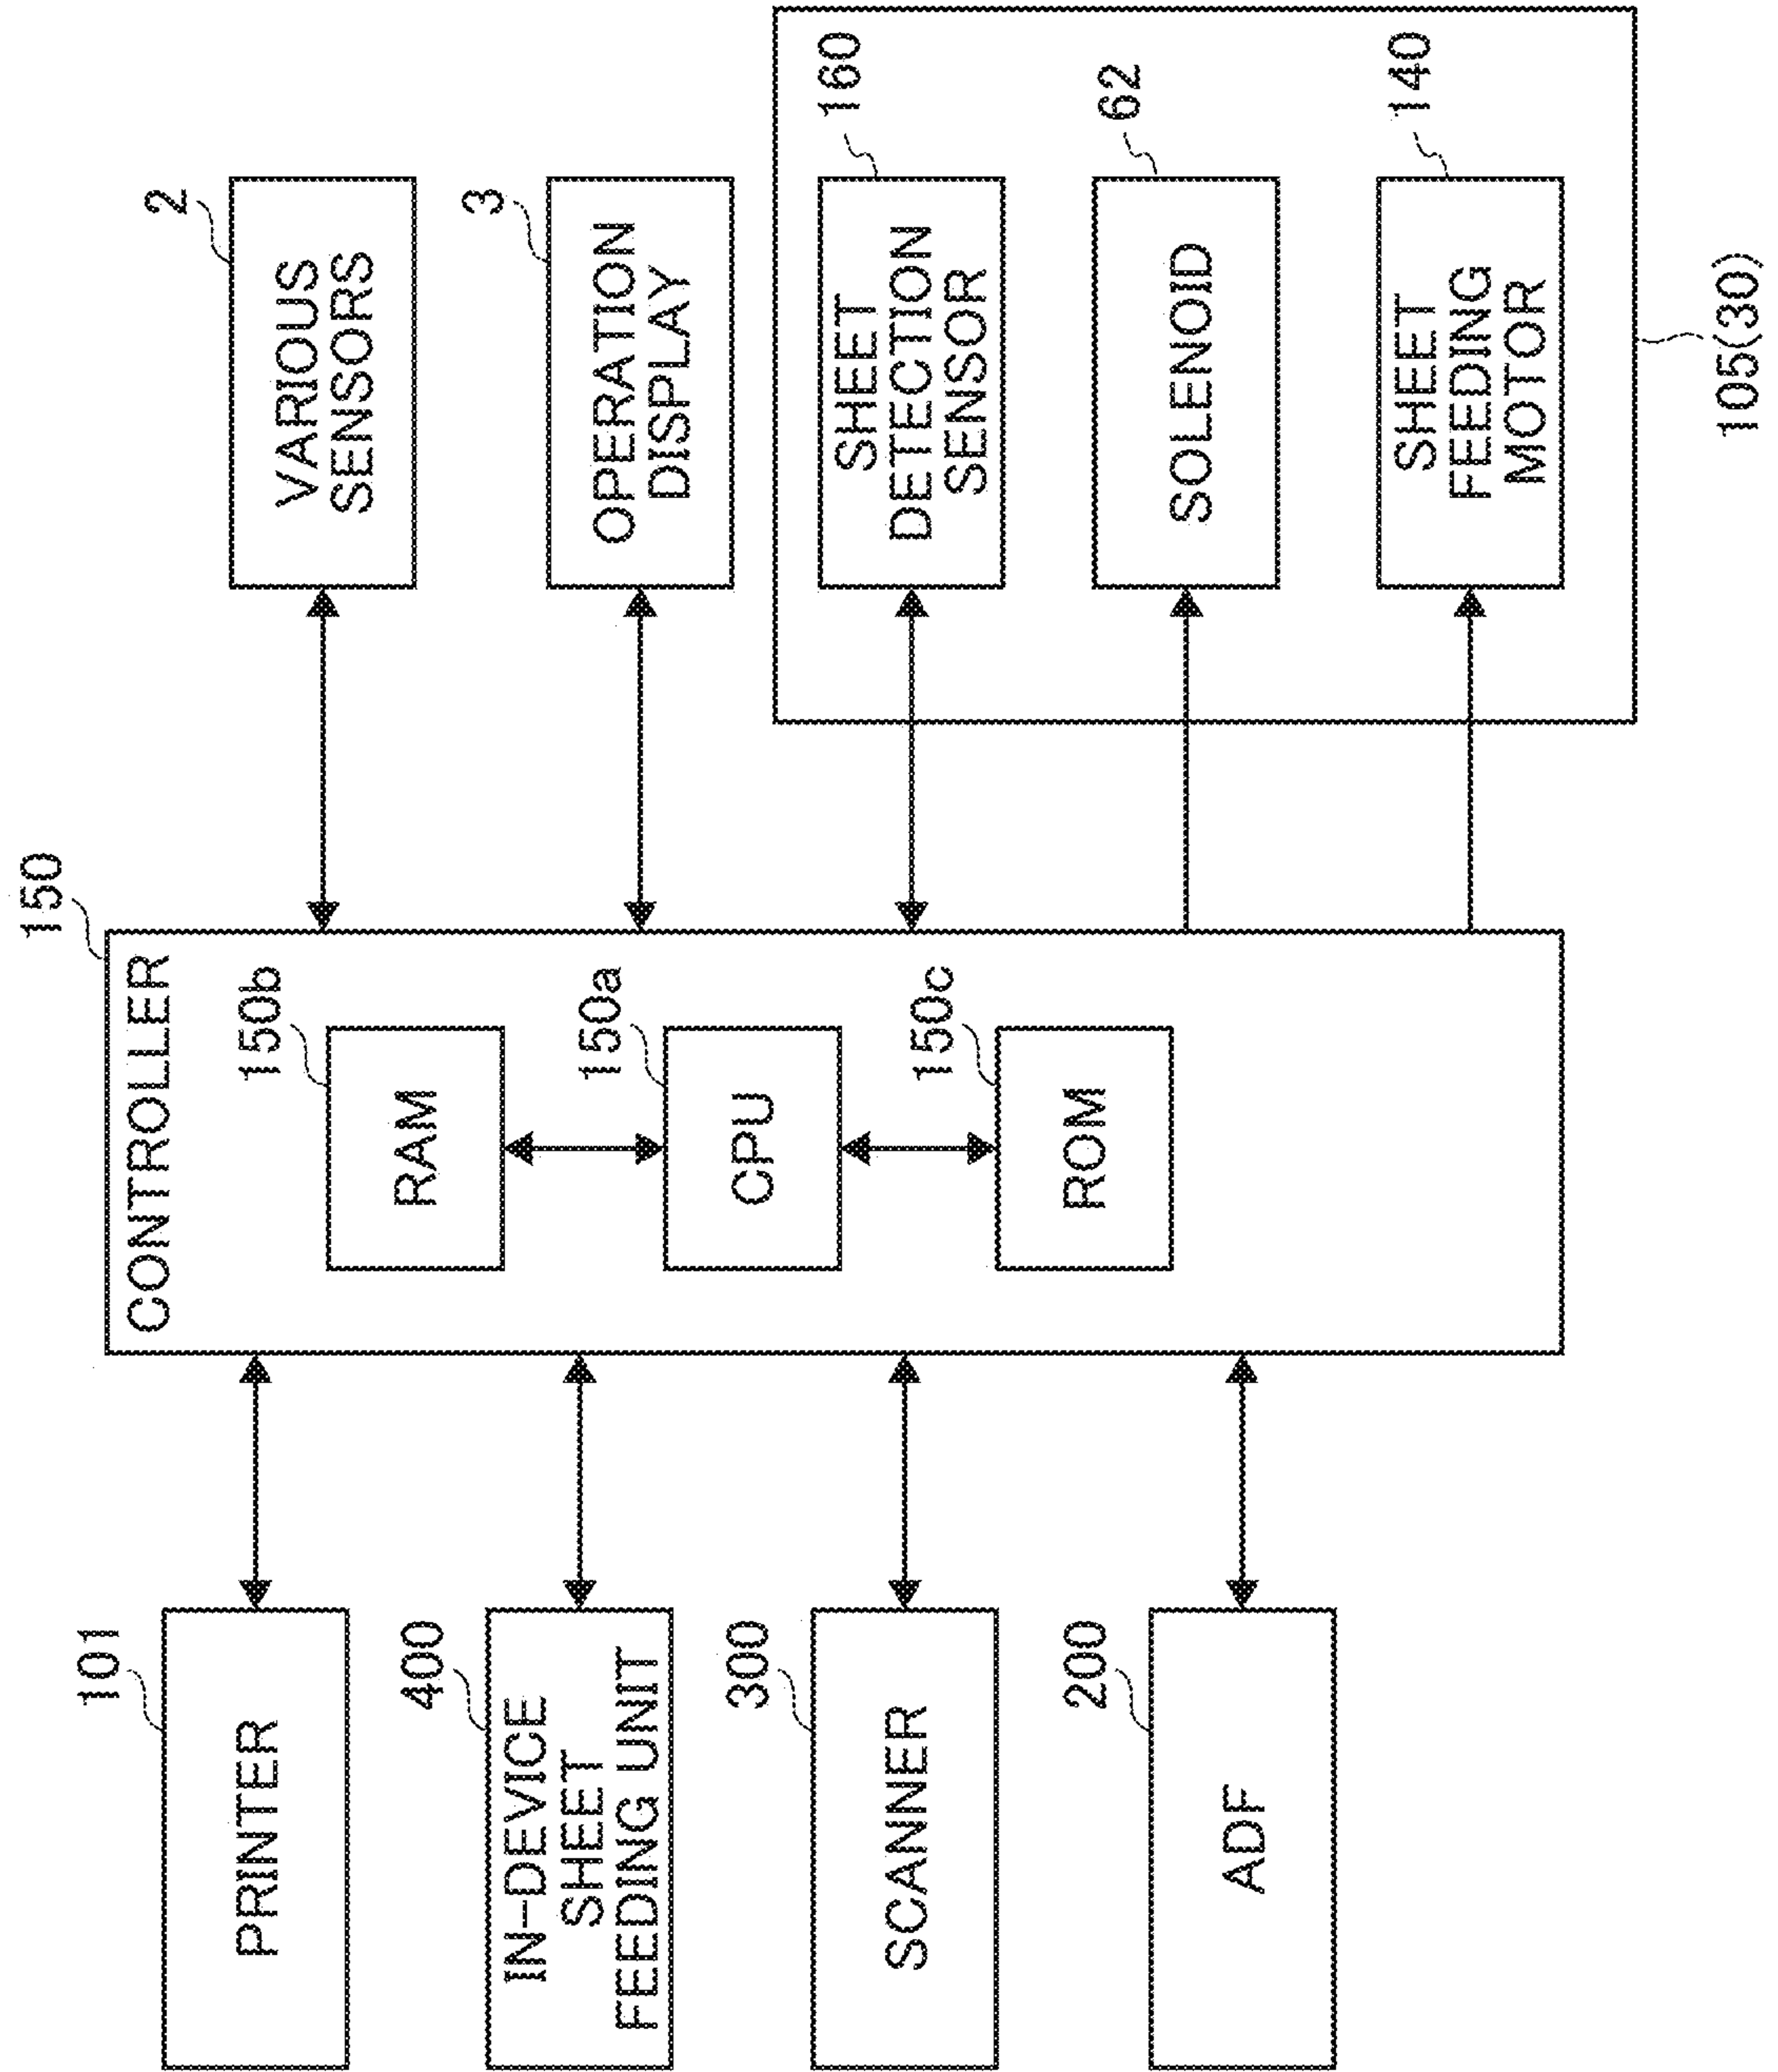 150
CONTROLLER
101
PRINTER
150b
RAM
2
VARIOUS
SENSORS
400
IN-DEVICE
SHEET
FEEDING UNIT
150a
CPU
3
OPERATION
DISPLAY
300
SCANNER
150c
ROM
160
SHEET
DETECTION
SENSOR
200
ADF
62
SOLENOID
140
SHEET
FEEDING
MOTOR
105(30)